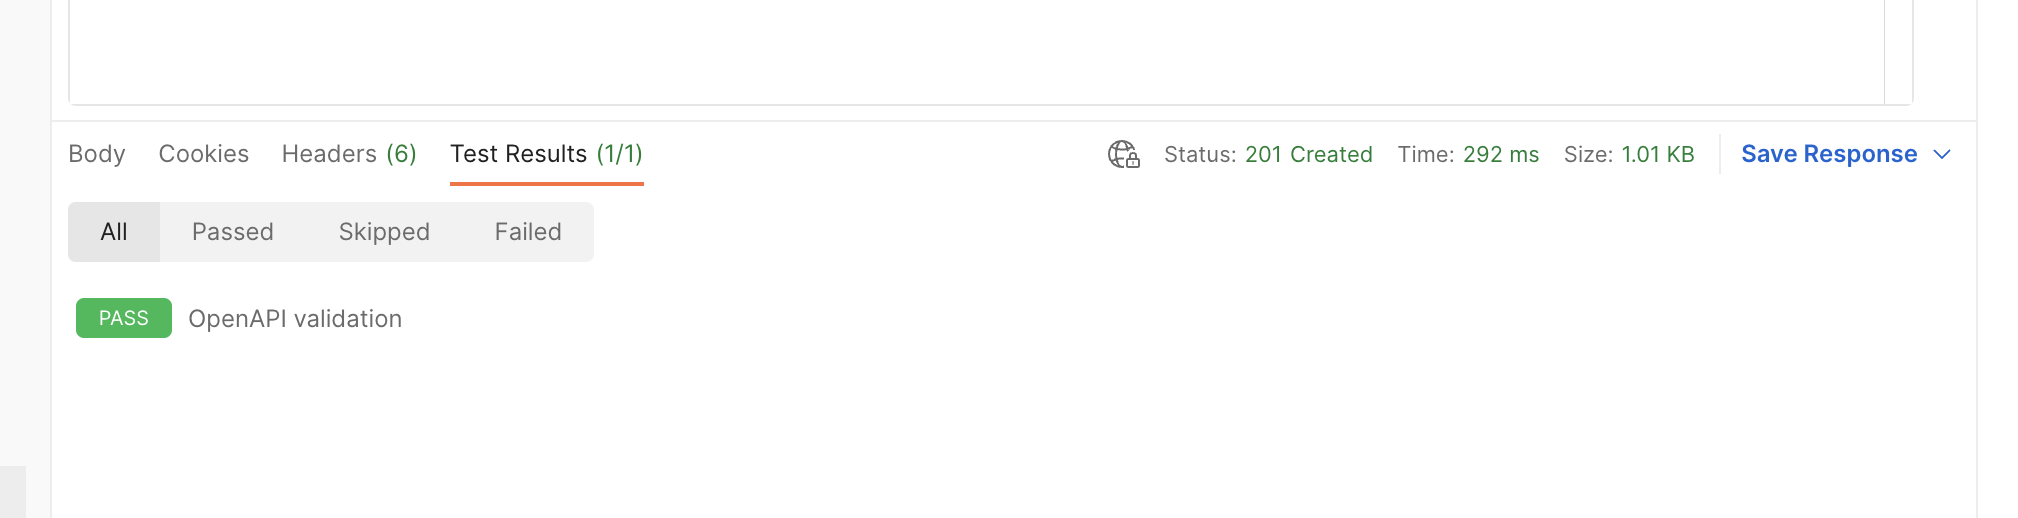 Body Cookies Headers (6) Test Results (1/1) Status: 201 Created Time: 292 ms Size: 1.01 KB Save Response
All Passed Skipped Failed
PASS OpenAPI validation